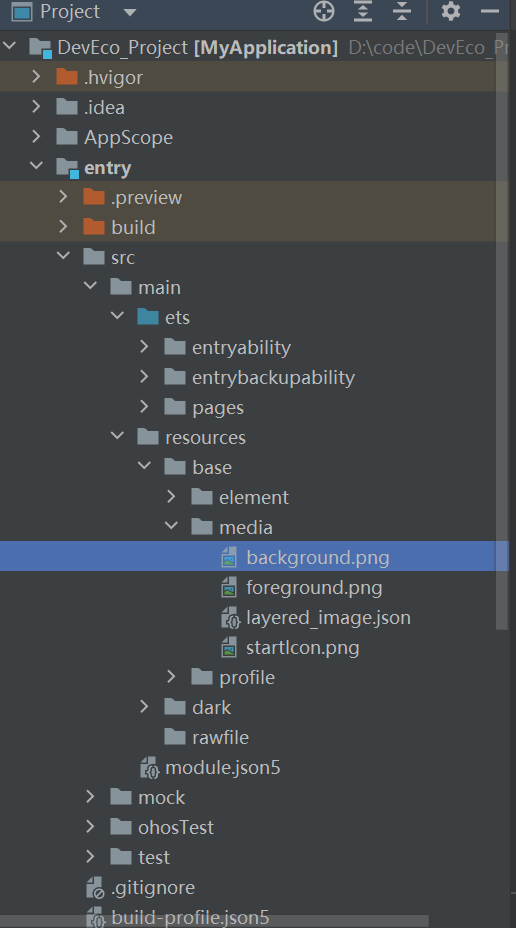 Project
DevEco_Project [MyApplication] D:\code\DevEco_Pr
.hvigor
.idea
AppScope
entry
.preview
build
src
main
ets
entryability
entrybackupability
pages
resources
base
element
media
background.png
foreground.png
layered_image.json
startIcon.png
profile
dark
rawfile
module.json5
mock
ohosTest
test
.gitignore
build-profile.json5